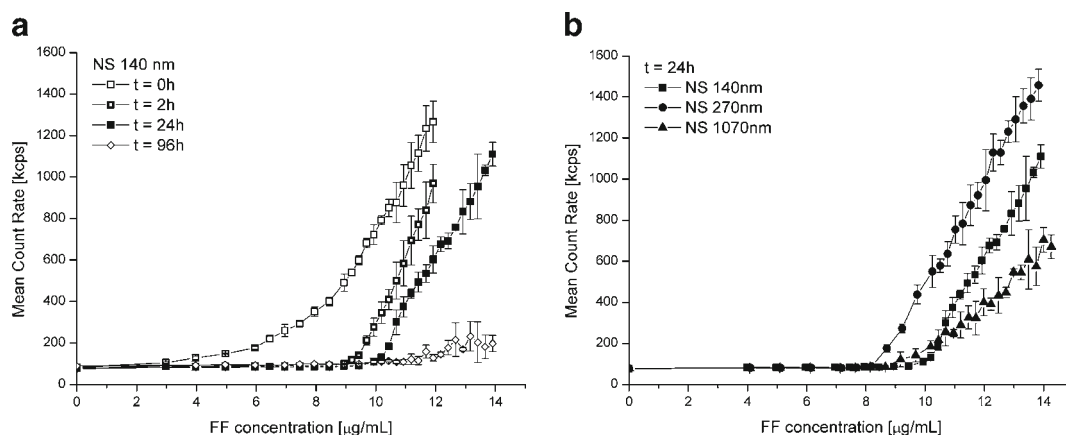 a
NS 140 nm
t = 0h
t = 2h
t = 24h
t = 96h
Mean Count Rate [kcps]
1600
1400
1200
1000
800
600
400
200
0
0 2 4 6 8 10 12 14
FF concentration [µg/mL]
b
t = 24h
NS 140nm
NS 270nm
NS 1070nm
Mean Count Rate [kcps]
1600
1400
1200
1000
800
600
400
200
0
0 2 4 6 8 10 12 14
FF concentration [µg/mL]